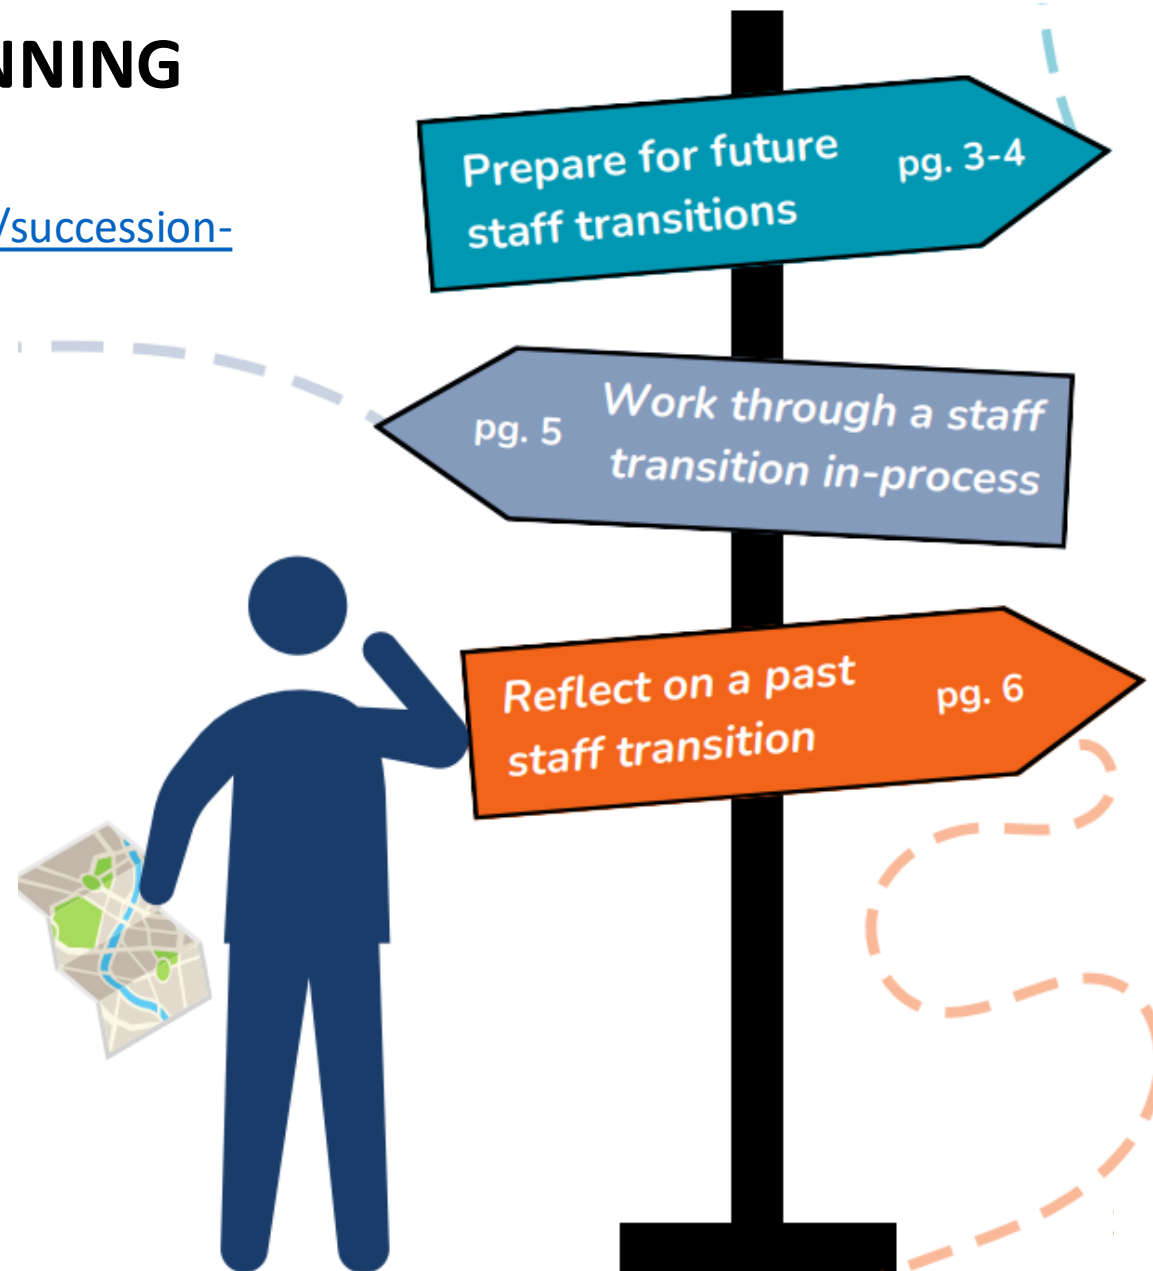 NNING
/succession-
Prepare for future
staff transitions
pg. 3-4
pg. 5
Work through a staff
transition in-process
Reflect on a past
staff transition
pg. 6